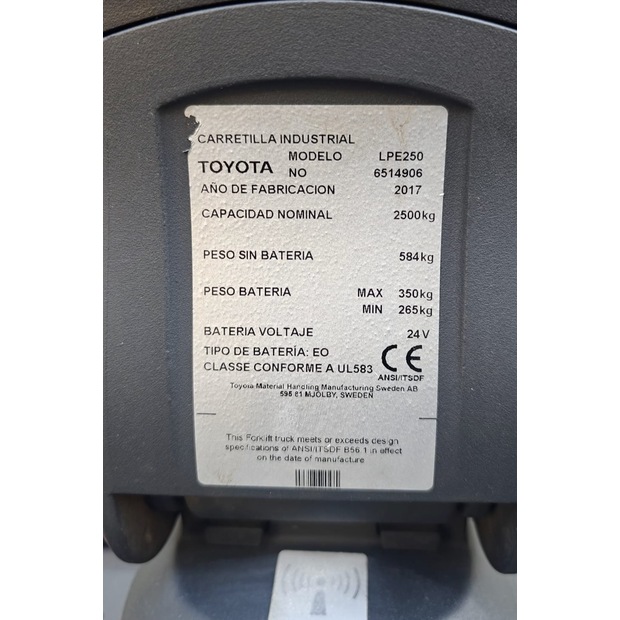 CARRETILLA INDUSTRIAL
TOYOTA MODELO LPE250
NO 6514906
AÑO DE FABRICACION 2017
CAPACIDAD NOMINAL 2500kg
PESO SIN BATERIA 584kg
PESO BATERIA MAX 350kg
MIN 265kg
BATERIA VOLTAJE 24 V
TIPO DE BATERÍA: EO
CLASSE CONFORME A UL583 CE
ANSI/ITSDF
Toyota Material Handling Manufacturing Sweden AB
595 81 MJÖLBY, SWEDEN
This Forklift truck meets or exceeds design
specifications of ANSI/ITSDF B56.1 in effect
on the date of manufacture